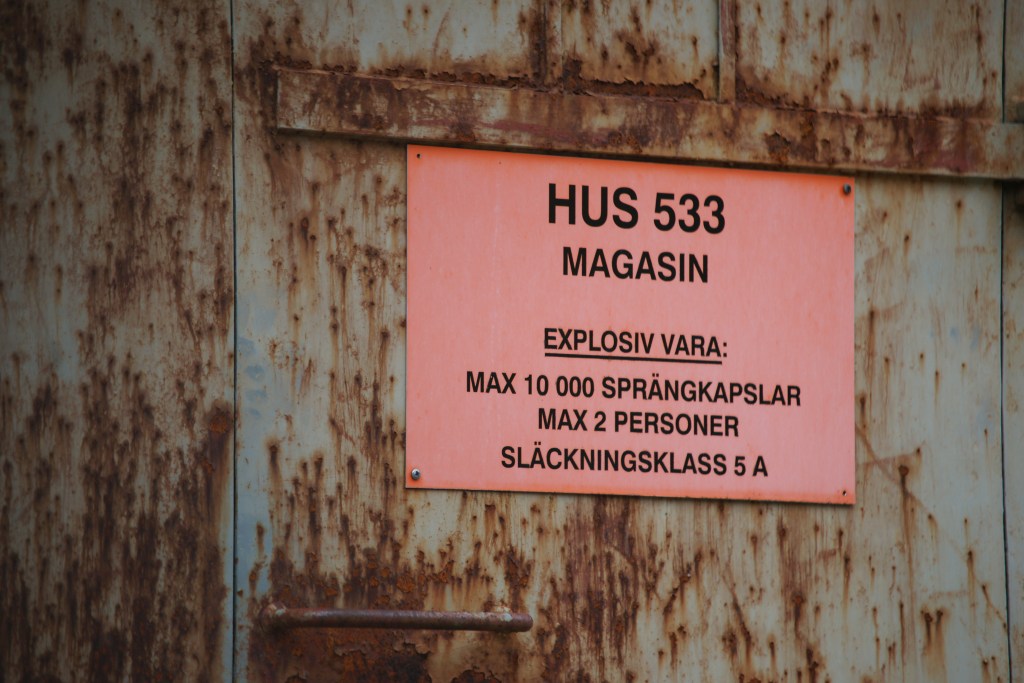 HUS 533
MAGASIN
EXPLOSIV VARA:
MAX 10 000 SPRÄNGKAPSLAR
MAX 2 PERSONER
SLÄCKNINGSKLASS 5 A